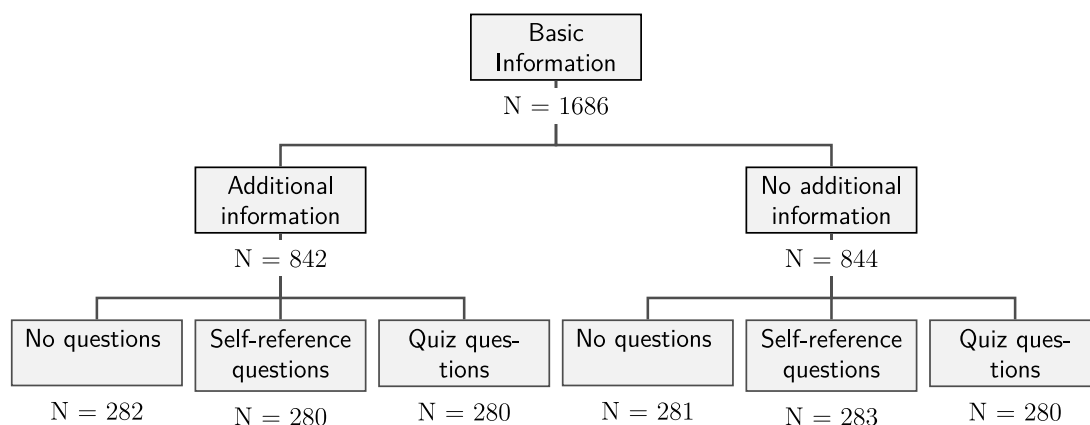 Basic
Information
N = 1686
Additional
information
No additional
information
N = 842
N = 844
No questions
Self-reference
questions
Quiz ques-
tions
No questions
Self-reference
questions
Quiz ques-
tions
N = 282
N = 280
N = 280
N = 281
N = 283
N = 280